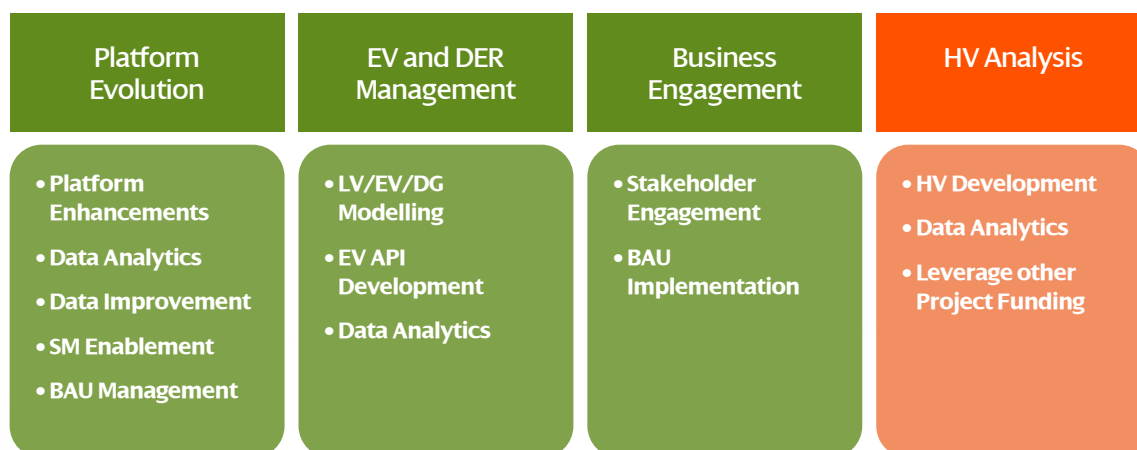 Platform
Evolution
• Platform
Enhancements
• Data Analytics
• Data Improvement
• SM Enablement
• BAU Management
EV and DER
Management
• LV/EV/DG
Modelling
• EV API
Development
• Data Analytics
Business
Engagement
• Stakeholder
Engagement
• BAU
Implementation
HV Analysis
• HV Development
• Data Analytics
• Leverage other
Project Funding